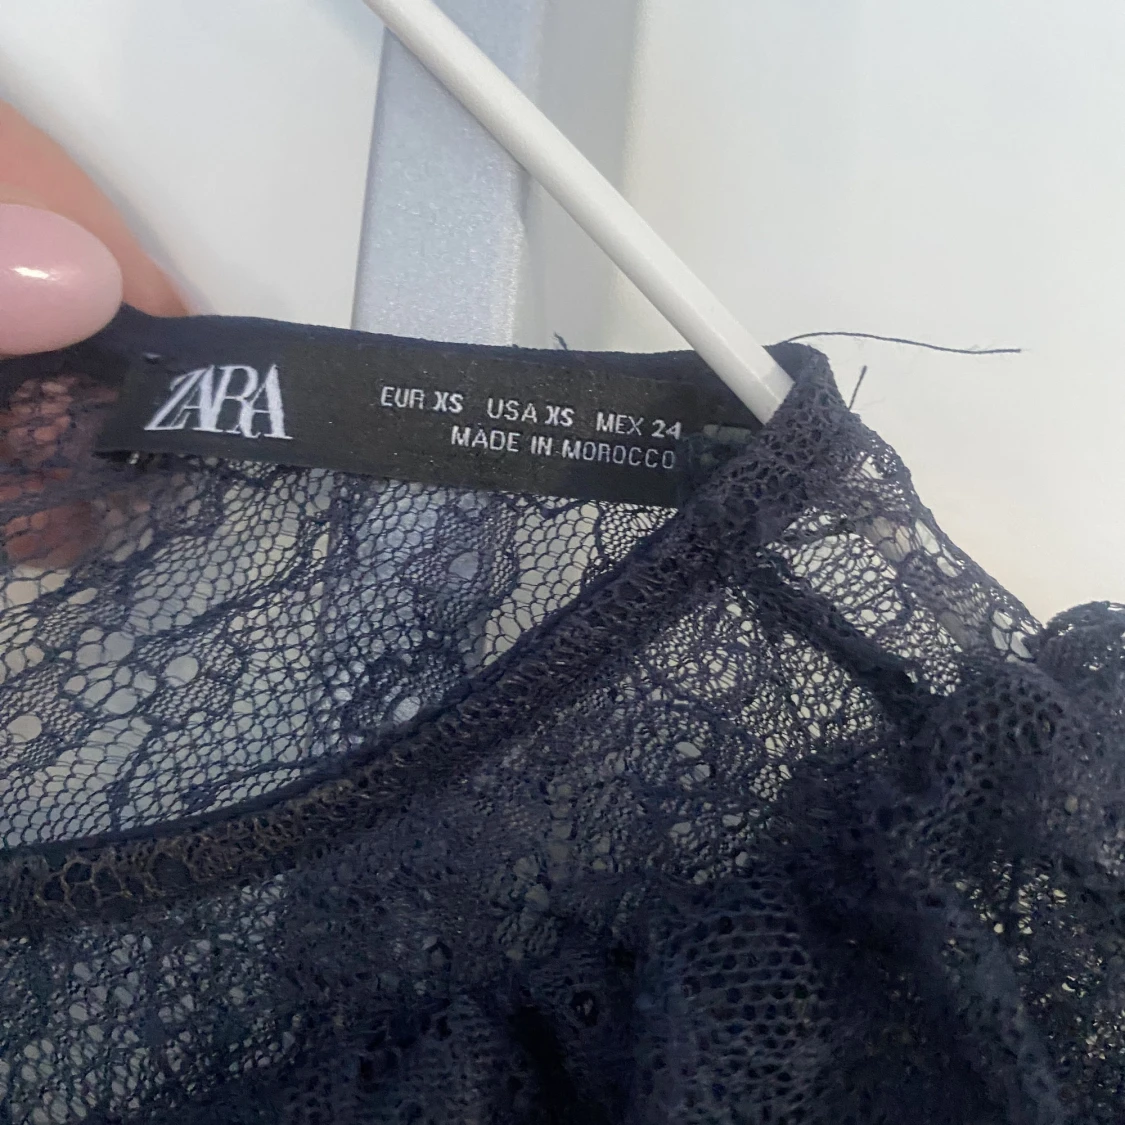 ZARA
EUR XS USA XS MEX 24
MADE IN MOROCCO